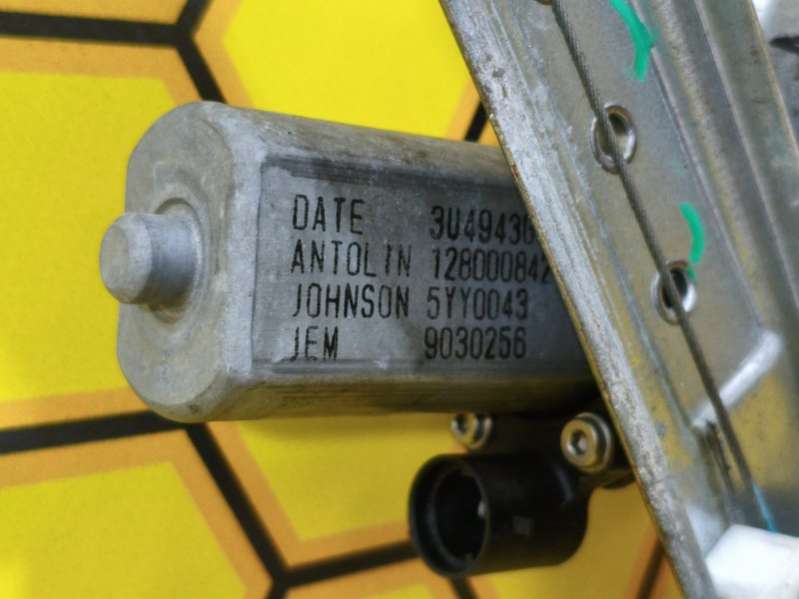 DATE 3U4943
ANTOLIN 12800084
JOHNSON 5YY0043
JEM 9030256